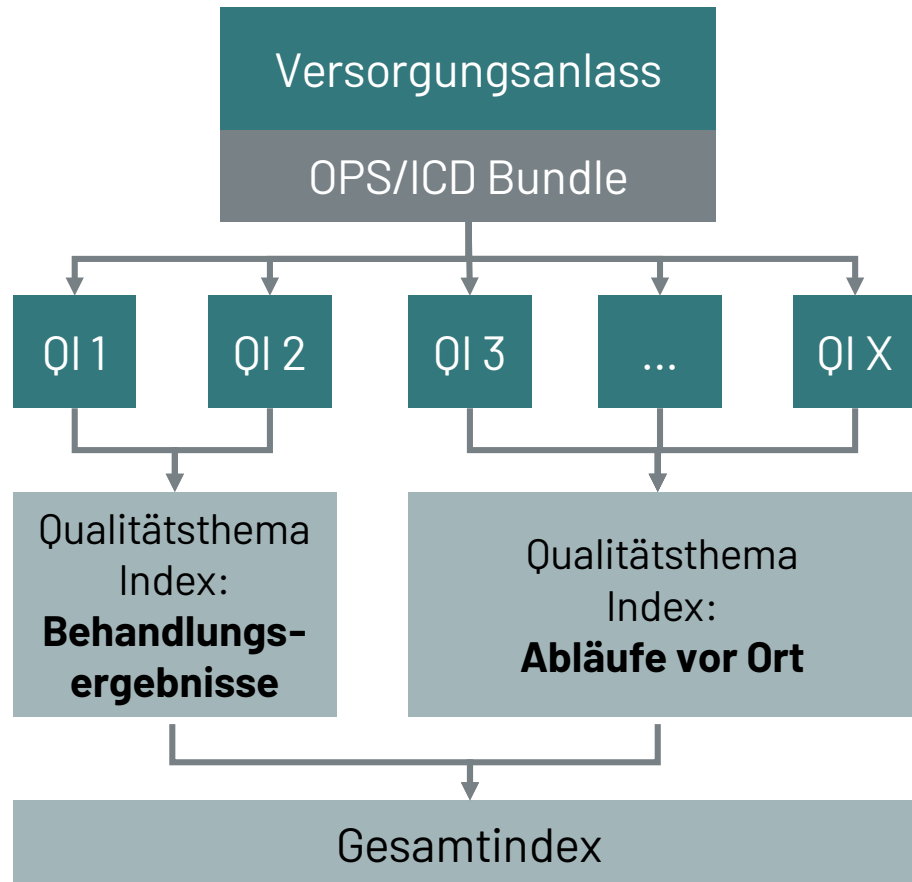 Versorgungsanlass
OPS/ICD Bundle
QI 1
QI 2
QI 3
...
QI X
Qualitätsthema
Index:
Behandlungs-
ergebnisse
Qualitätsthema
Index:
Abläufe vor Ort
Gesamtindex